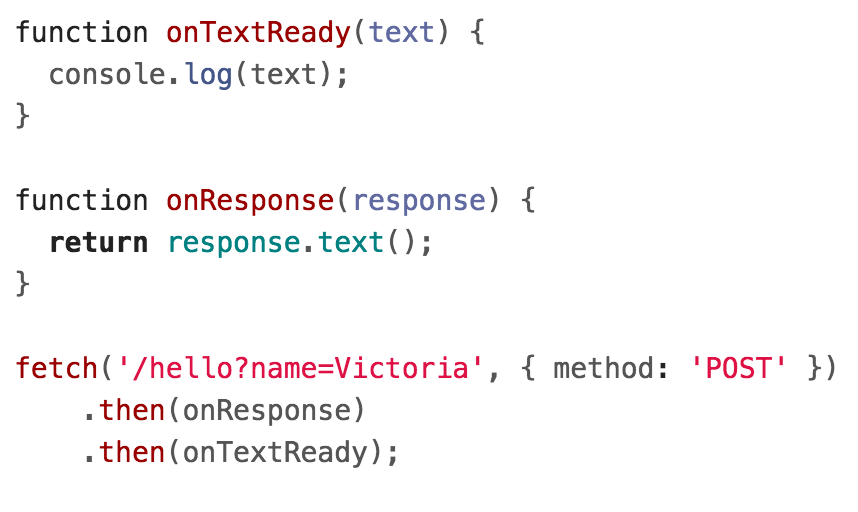 function onTextReady(text) {
  console.log(text);
}

function onResponse(response) {
  return response.text();
}

fetch('/hello?name=Victoria', { method: 'POST' })
    .then(onResponse)
    .then(onTextReady);